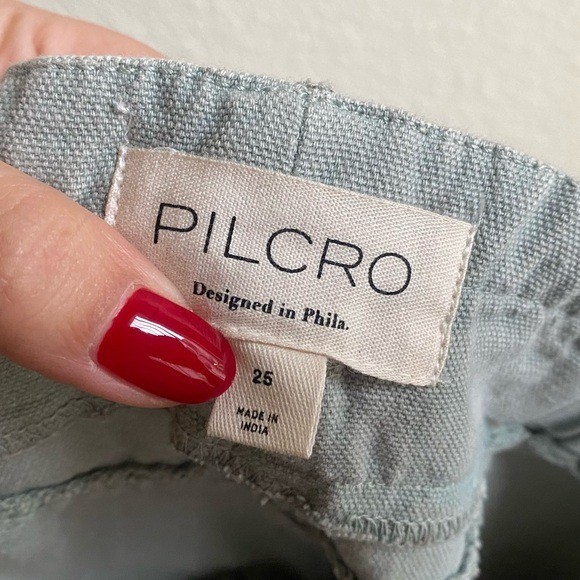 PILCRO
Designed in Phila.
25
MADE IN
INDIA